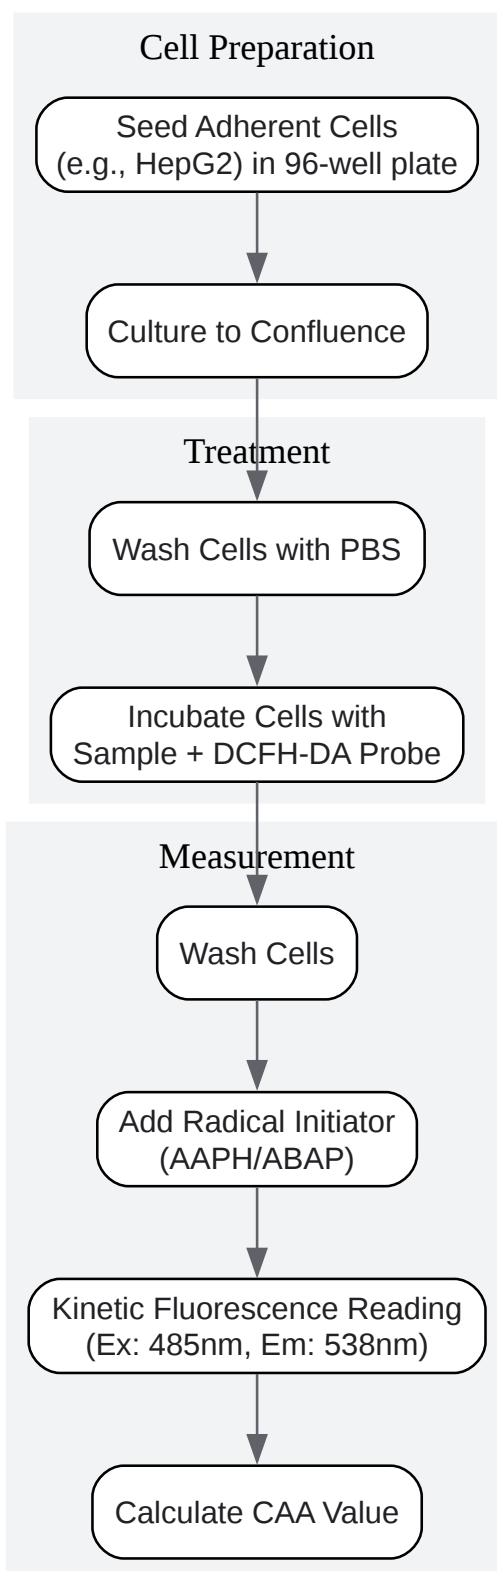 Cell Preparation
Seed Adherent Cells
(e.g., HepG2) in 96-well plate
Culture to Confluence
Treatment
Wash Cells with PBS
Incubate Cells with
Sample + DCFH-DA Probe
Measurement
Wash Cells
Add Radical Initiator
(AAPH/ABAP)
Kinetic Fluorescence Reading
(Ex: 485nm, Em: 538nm)
Calculate CAA Value